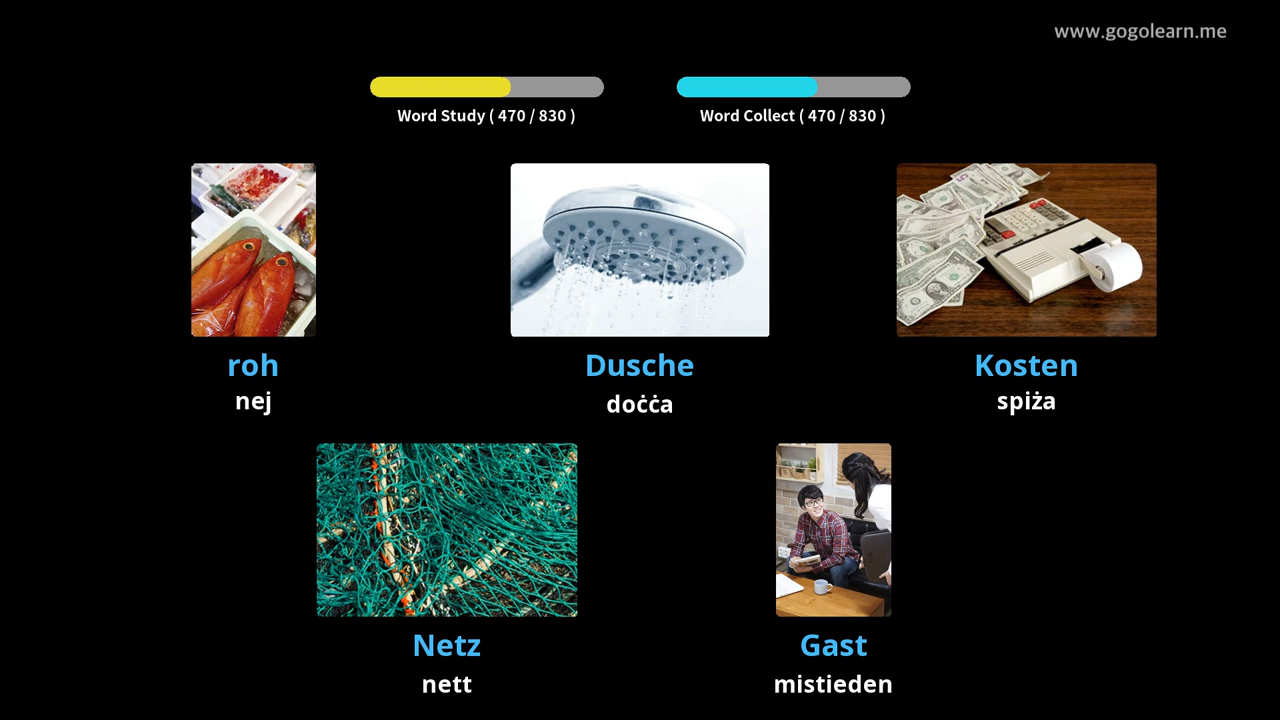 www.gogolearn.me
Word Study ( 470 / 830 )
Word Collect ( 470 / 830 )
roh
nej
Dusche
doċċa
Kosten
spiża
Netz
nett
Gast
mistieden